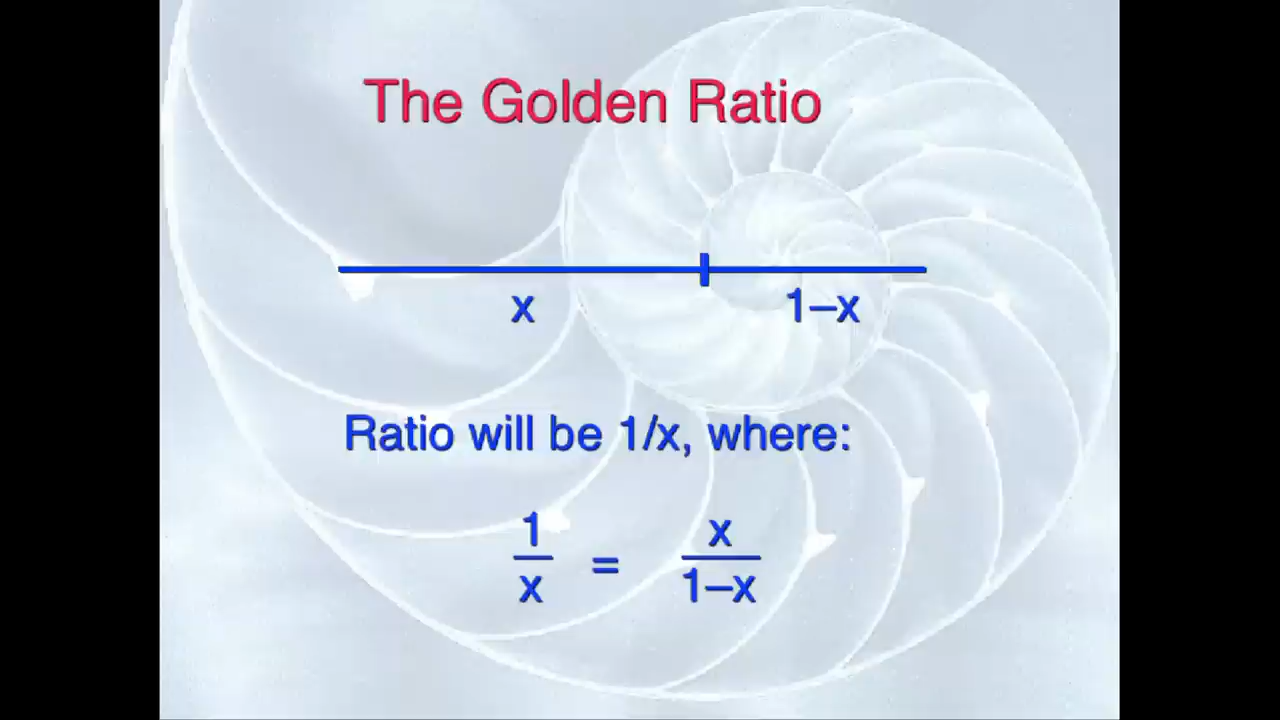 The Golden Ratio
x 1–x
Ratio will be 1/x, where:
1/x = x/1–x